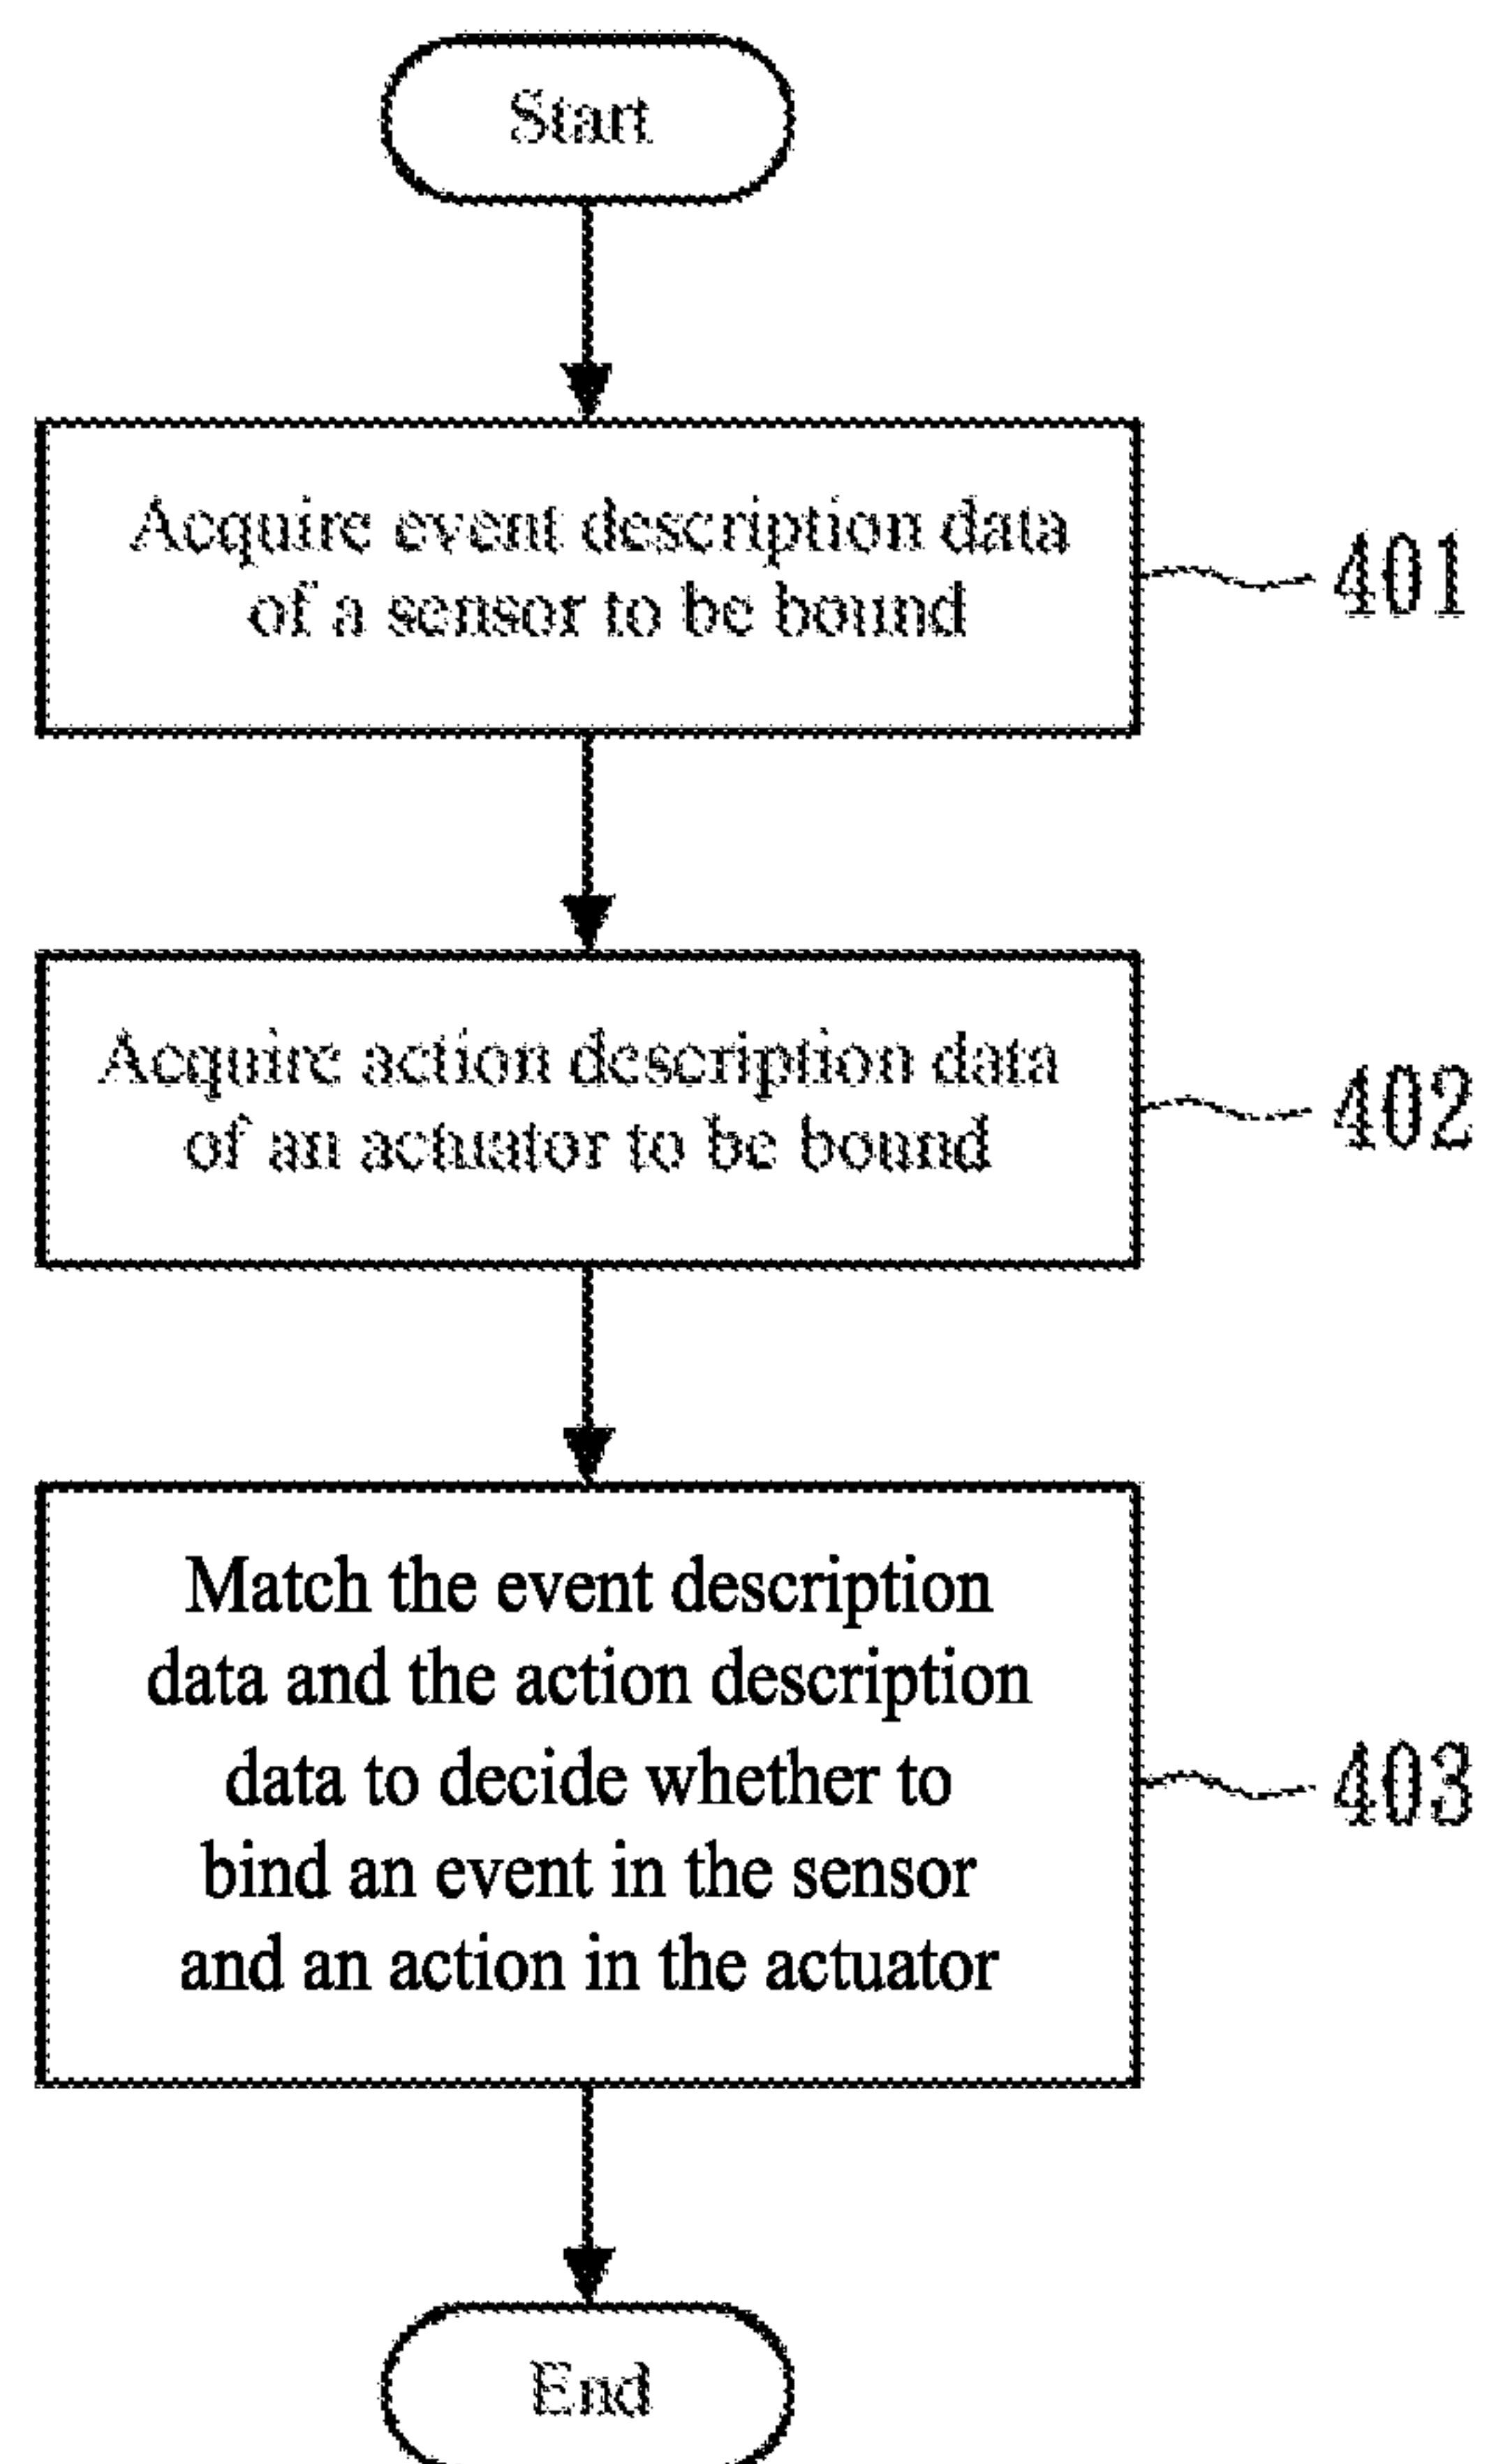 Start
Acquire event description data
of a sensor to be bound
401
Acquire action description data
of an actuator to be bound
402
Match the event description
data and the action description
data to decide whether to
bind an event in the sensor
and an action in the actuator
403
End